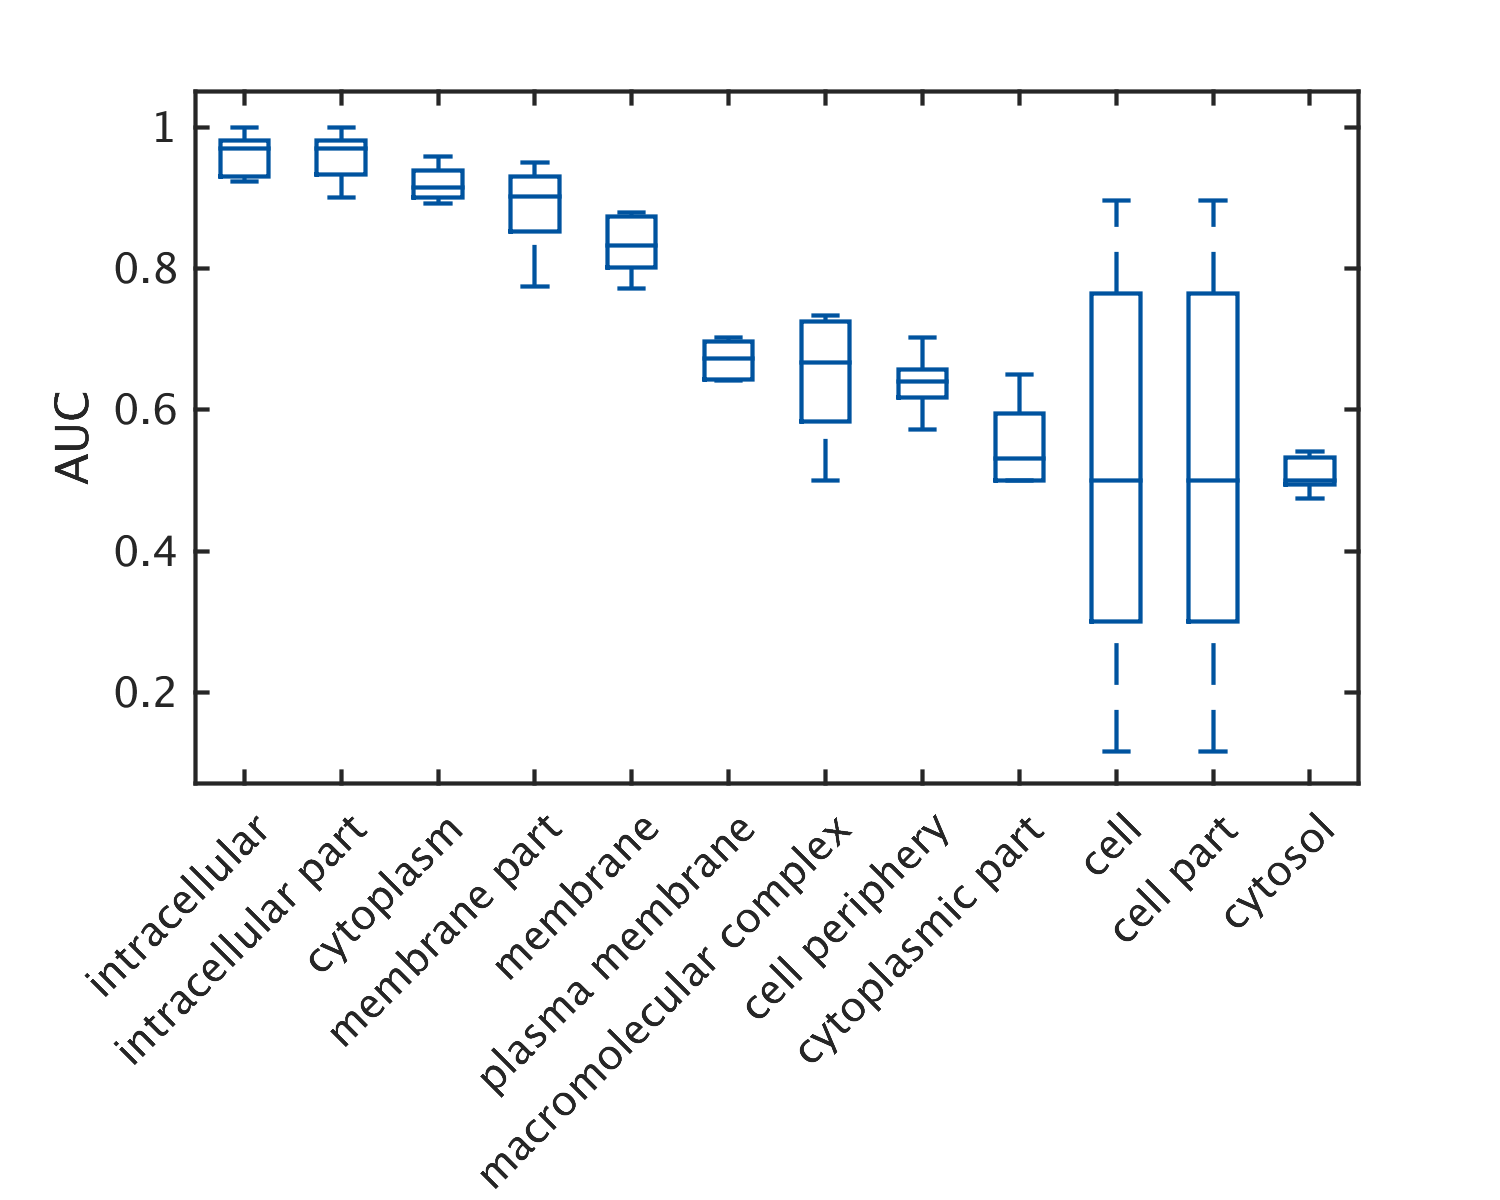 1
0.8
0.6
0.4
0.2
AUC
intracellular
intracellular part
cytoplasm
membrane part
membrane
plasma membrane
macromolecular complex
cell periphery
cytoplasmic part
cell
cell part
cytosol